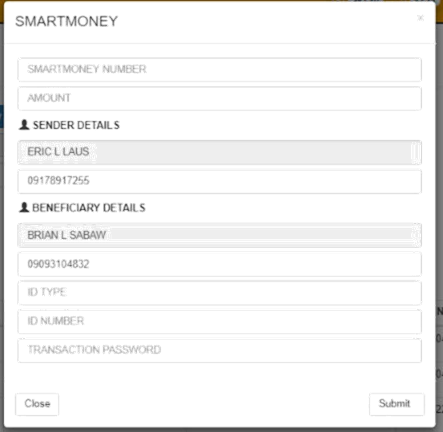 SMARTMONEY
×
SMARTMONEY NUMBER
AMOUNT
SENDER DETAILS
ERIC L LAUS
09178917255
BENEFICIARY DETAILS
BRIAN L SABAW
09093104832
ID TYPE
ID NUMBER
TRANSACTION PASSWORD
Close
Submit